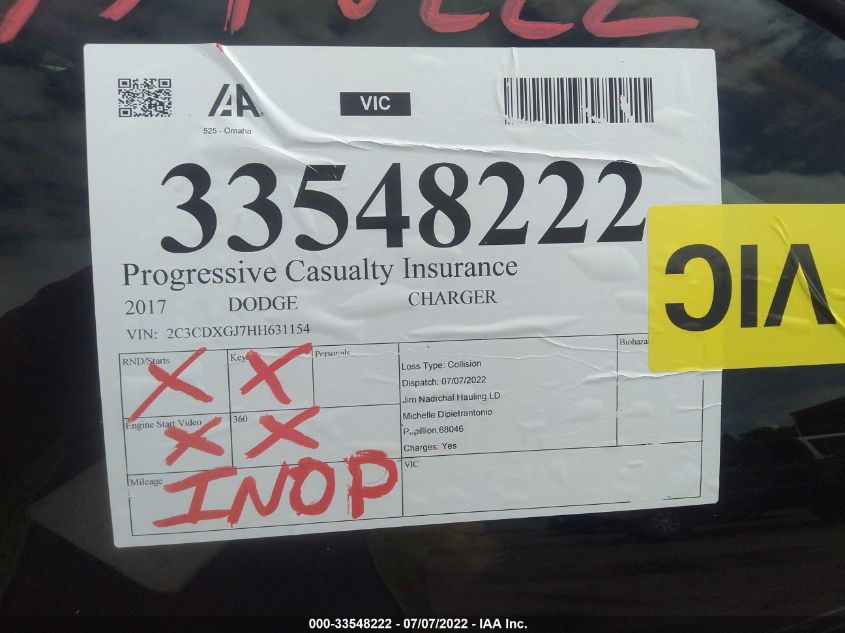 IAA
VIC
525 - Omaha
33548222
Progressive Casualty Insurance
2017 DODGE CHARGER
VIN: 2C3CDXGJ7HH631154
RND/Starts
X
Keys
X
Personals
Loss Type: Collision
Dispatch: 07/07/2022
Jim Nadrchal Hauling LD
Michelle Dipietrantonio
Papillion,68046
Charges: Yes
Engine Start Video
X
360
X
Mileage
INOP
VIC
VIC
000-33548222 - 07/07/2022 - IAA Inc.